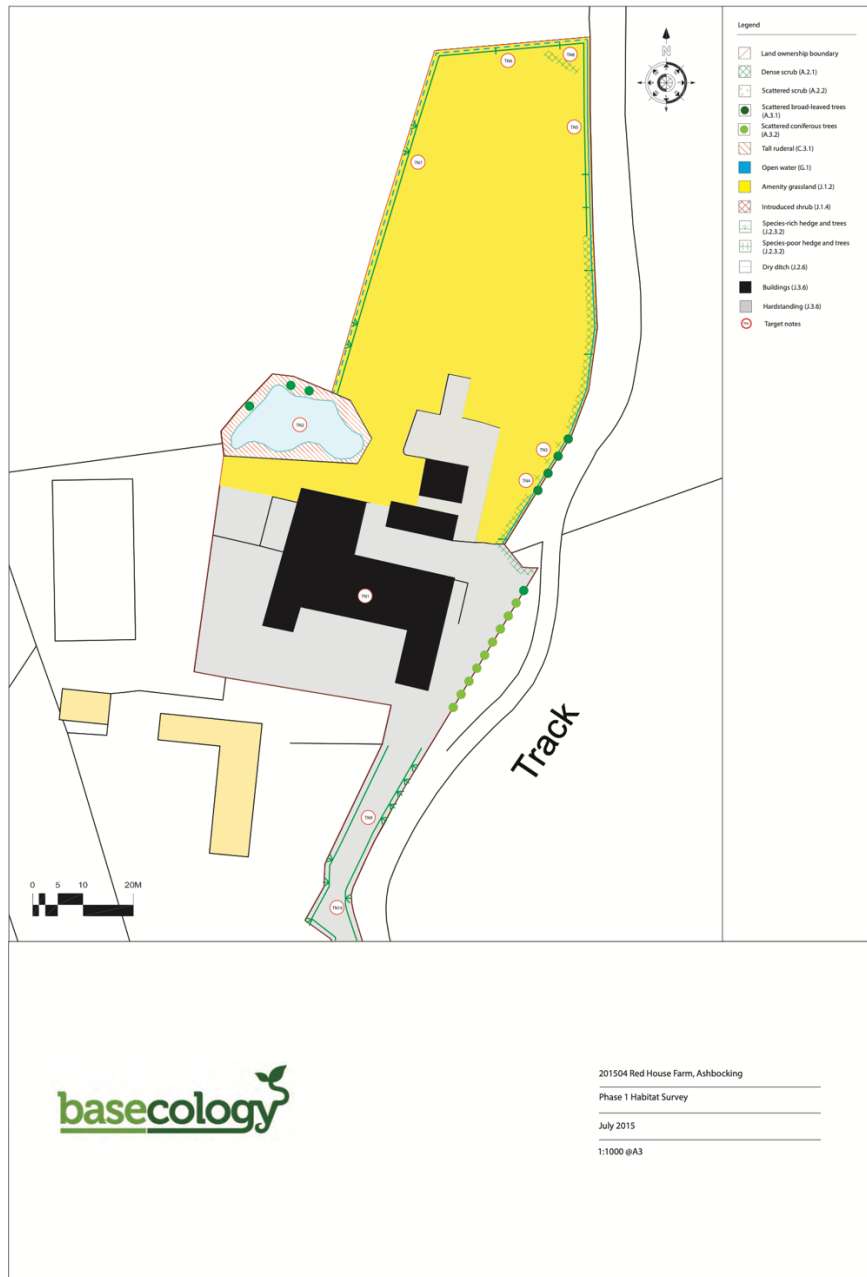 Legend
N
Land ownership boundary
Dense scrub (A.2.1)
Scattered scrub (A.2.2)
Scattered broad-leaved trees
(A.3.1)
Scattered coniferous trees
(A.3.2)
Tall ruderal (C.3.1)
Open water (G.1)
Amenity grassland (J.1.2)
Introduced shrub (J.1.4)
Species-rich hedge and trees
(J.2.3.2)
Species-poor hedge and trees
(J.2.3.2)
Dry ditch (J.2.6)
Buildings (J.3.6)
Hardstanding (J.3.6)
Target notes
TN5
TN7
TN2
TN3
TN4
TN1
Track
TN9
TN10
0 5 10 20M
basecology
201504 Red House Farm, Ashbocking
Phase 1 Habitat Survey
July 2015
1:1000 @A3